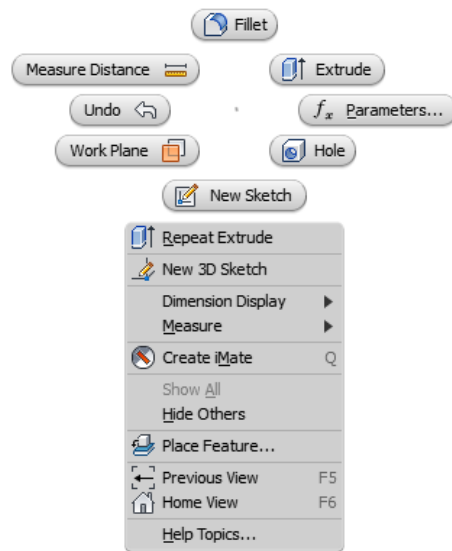 Fillet
Measure Distance
Extrude
Undo
fx Parameters...
Work Plane
Hole
New Sketch
Repeat Extrude
New 3D Sketch
Dimension Display
Measure
Create iMate Q
Show All
Hide Others
Place Feature...
Previous View F5
Home View F6
Help Topics...